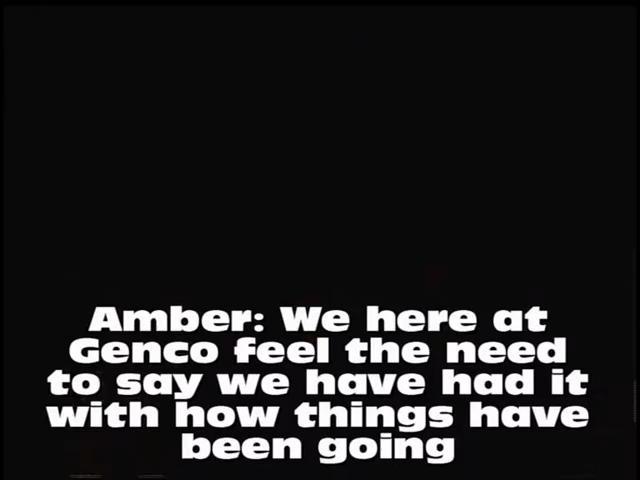 Amber: We here at
Genco feel the need
to say we have had it
with how things have
been going